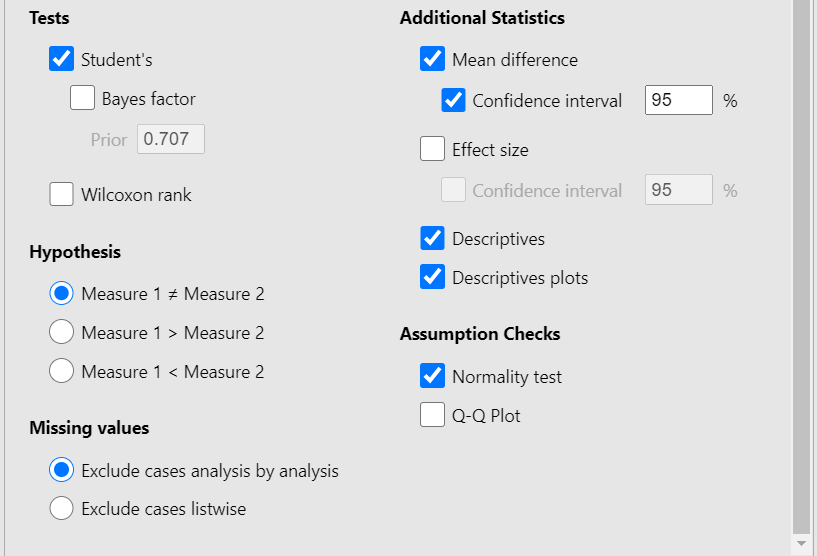 Tests
Student's
Bayes factor
Prior 0.707
Wilcoxon rank
Hypothesis
Measure 1 ≠ Measure 2
Measure 1 > Measure 2
Measure 1 < Measure 2
Missing values
Exclude cases analysis by analysis
Exclude cases listwise
Additional Statistics
Mean difference
Confidence interval 95 %
Effect size
Confidence interval 95 %
Descriptives
Descriptives plots
Assumption Checks
Normality test
Q-Q Plot